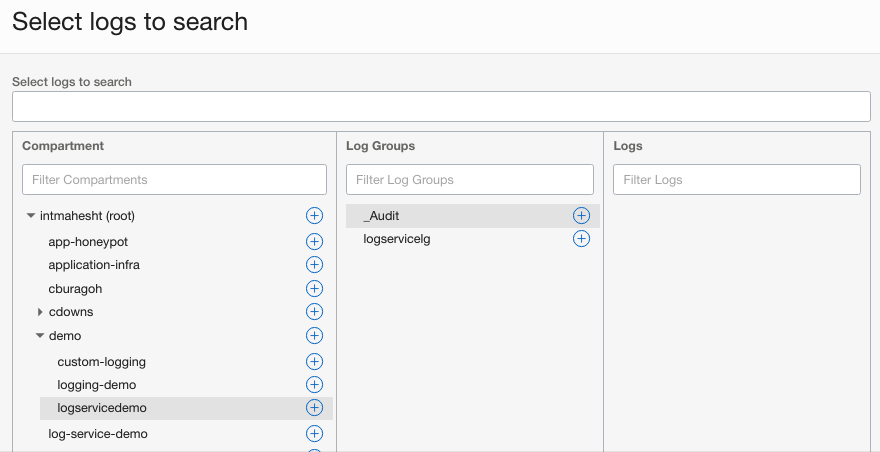 Select logs to search
Select logs to search
Compartment
Filter Compartments
intmahesht (root)
app-honeypot
application-infra
cburagoh
cdowns
demo
custom-logging
logging-demo
logservicedemo
log-service-demo
Log Groups
Filter Log Groups
_Audit
logservicelg
Logs
Filter Logs